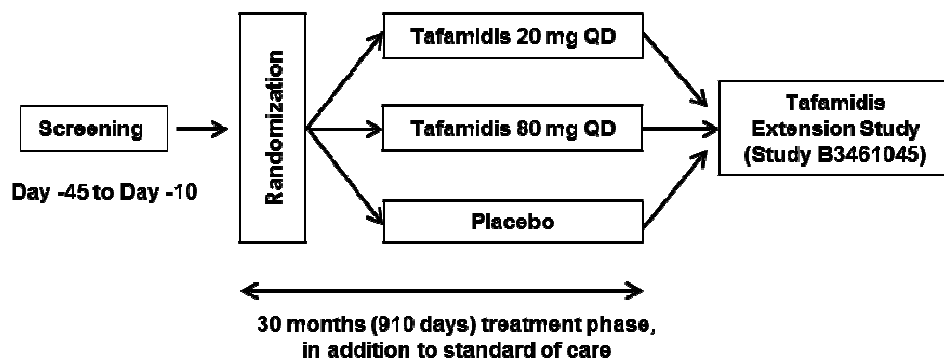 Screening
Day -45 to Day -10
Randomization
Tafamidis 20 mg QD
Tafamidis 80 mg QD
Placebo
Tafamidis
Extension Study
(Study B3461045)
30 months (910 days) treatment phase,
in addition to standard of care